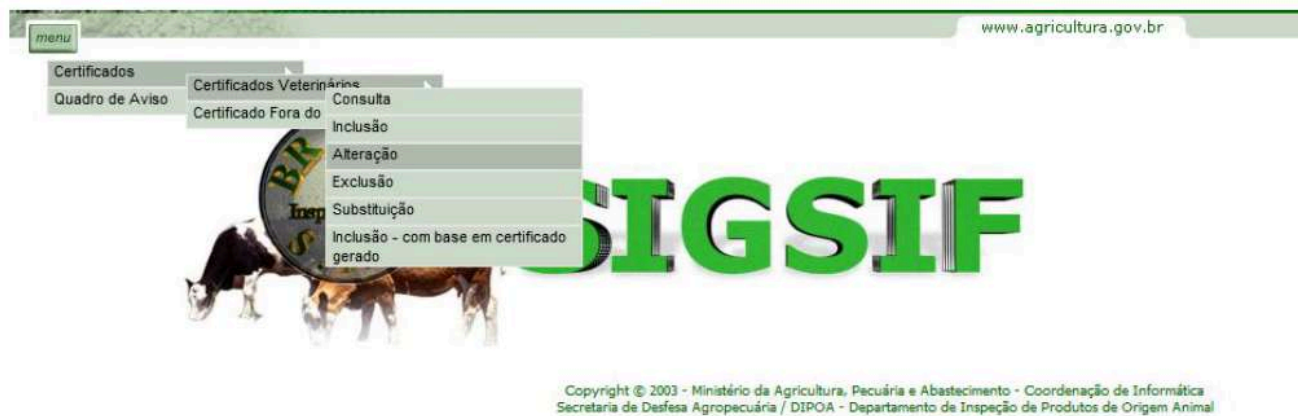 menu
www.agricultura.gov.br
Certificados
Quadro de Aviso
Certificados Veterinários
Certificado Fora do
Consulta
Inclusão
Alteração
Exclusão
Substituição
Inclusão - com base em certificado
gerado
BR
Insp
S
SIGSIF
Copyright © 2003 - Ministério da Agricultura, Pecuária e Abastecimento - Coordenação de Informática
Secretaria de Desfesa Agropecuária / DIPOA - Departamento de Inspeção de Produtos de Origem Animal